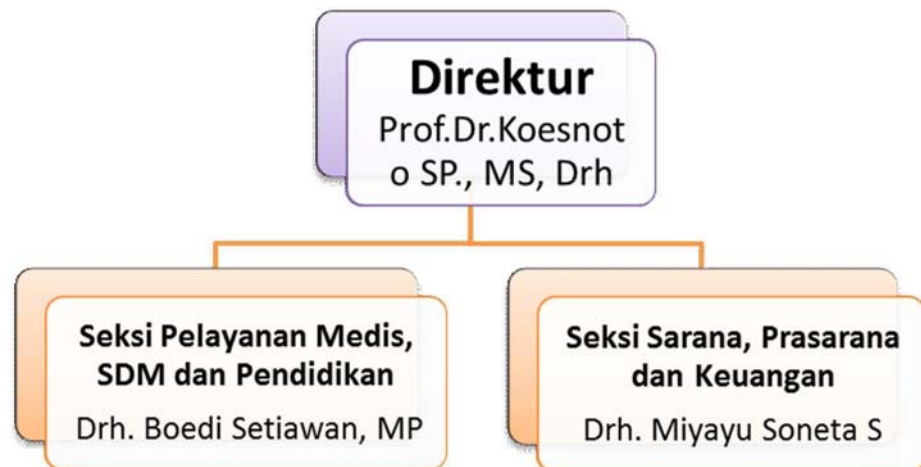 Direktur
Prof.Dr.Koesnot
o SP., MS, Drh
Seksi Pelayanan Medis,
SDM dan Pendidikan
Drh. Boedi Setiawan, MP
Seksi Sarana, Prasarana
dan Keuangan
Drh. Miyayu Soneta S